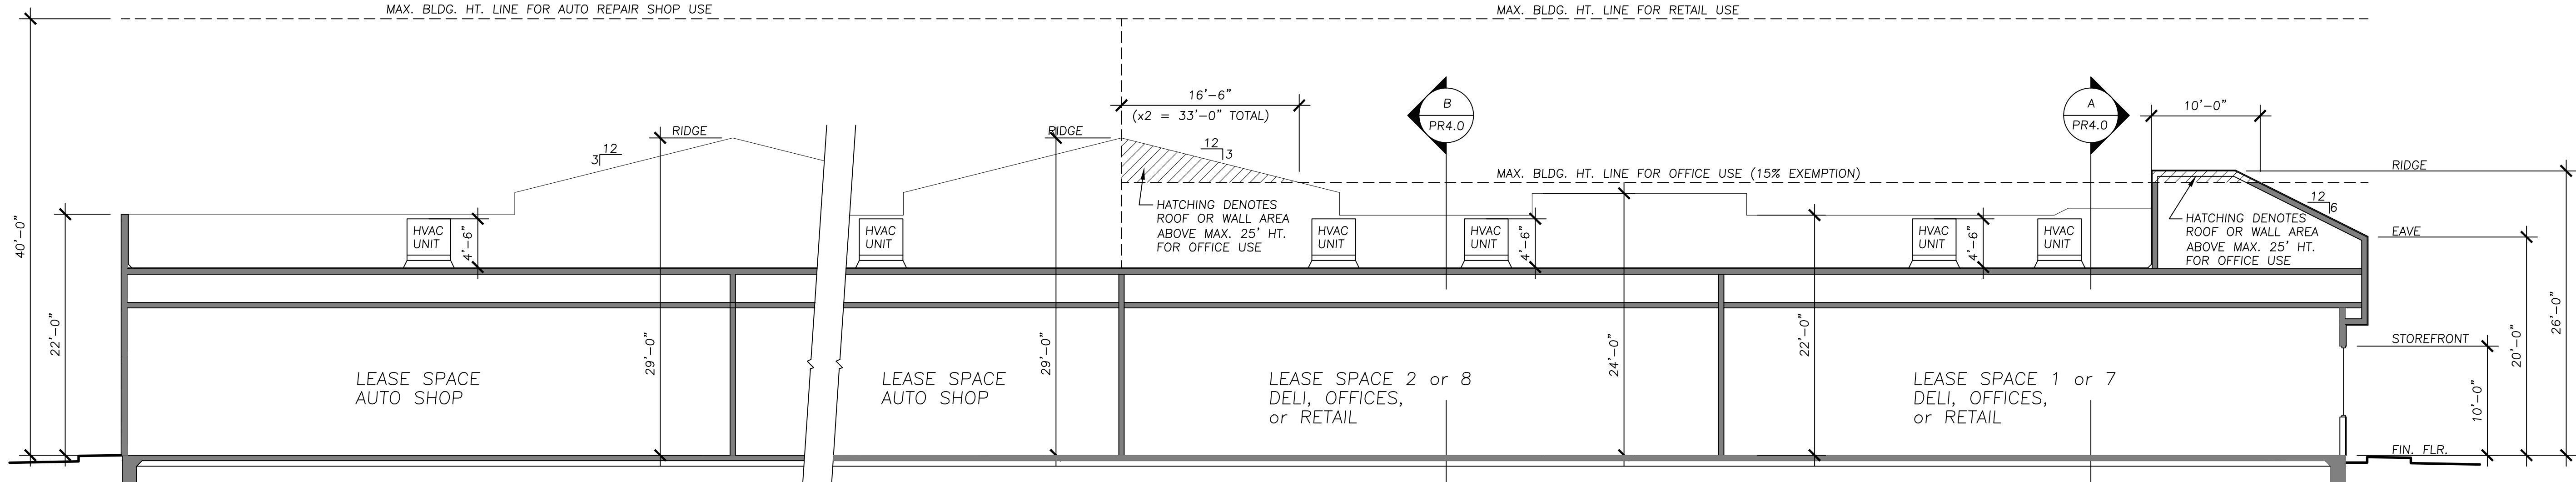 MAX. BLDG. HT. LINE FOR AUTO REPAIR SHOP USE
MAX. BLDG. HT. LINE FOR RETAIL USE
16'-6"
(x2 = 33'-0" TOTAL)
B
PR4.0
A
PR4.0
10'-0"
RIDGE
RIDGE
12
3
12
3
MAX. BLDG. HT. LINE FOR OFFICE USE (15% EXEMPTION)
RIDGE
12
6
HATCHING DENOTES
ROOF OR WALL AREA
ABOVE MAX. 25' HT.
FOR OFFICE USE
HATCHING DENOTES
ROOF OR WALL AREA
ABOVE MAX. 25' HT.
FOR OFFICE USE
EAVE
40'-0"
22'-0"
HVAC
UNIT
4'-6"
HVAC
UNIT
HVAC
UNIT
HVAC
UNIT
4'-6"
HVAC
UNIT
4'-6"
HVAC
UNIT
29'-0"
29'-0"
24'-0"
22'-0"
STOREFRONT
10'-0"
20'-0"
26'-0"
LEASE SPACE
AUTO SHOP
LEASE SPACE
AUTO SHOP
LEASE SPACE 2 or 8
DELI, OFFICES,
or RETAIL
LEASE SPACE 1 or 7
DELI, OFFICES,
or RETAIL
FIN. FLR.